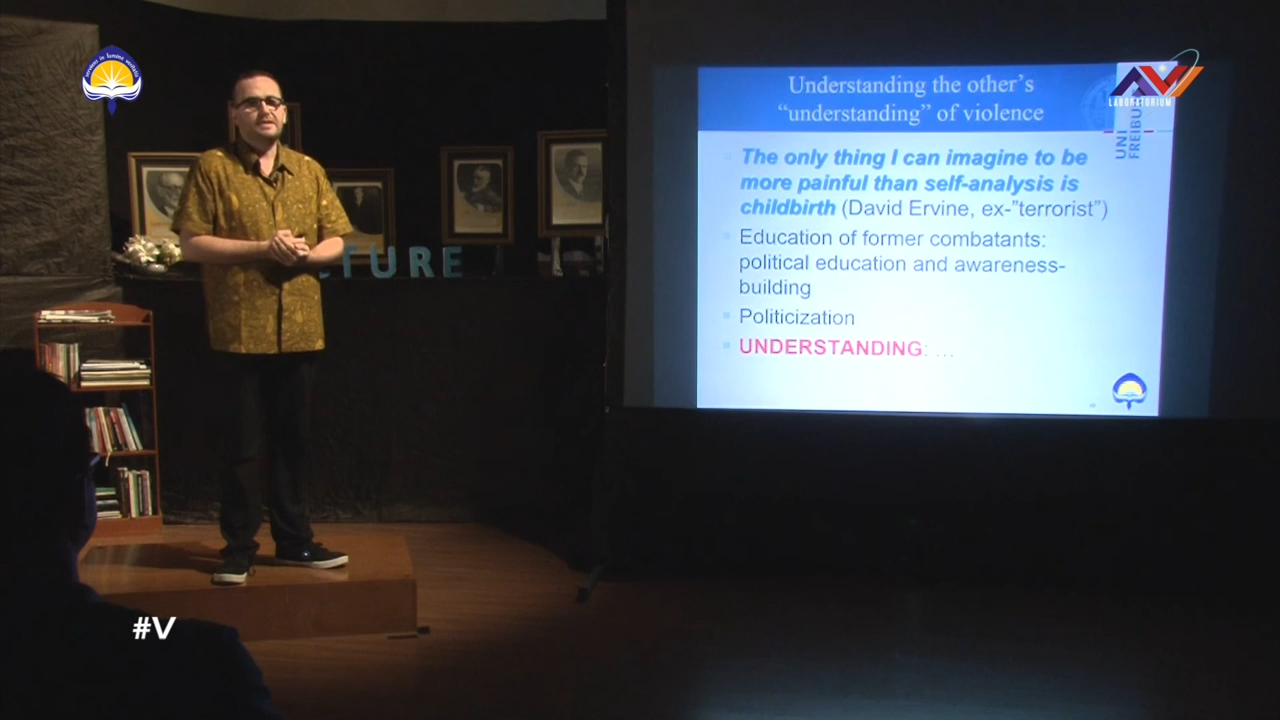 Understanding the other's
"understanding" of violence
The only thing I can imagine to be
more painful than self-analysis is
childbirth (David Ervine, ex-"terrorist")
Education of former combatants:
political education and awareness-
building
Politicization
UNDERSTANDING: ...
UNI
FREIBU
LABORATORIUM
TURE
#V